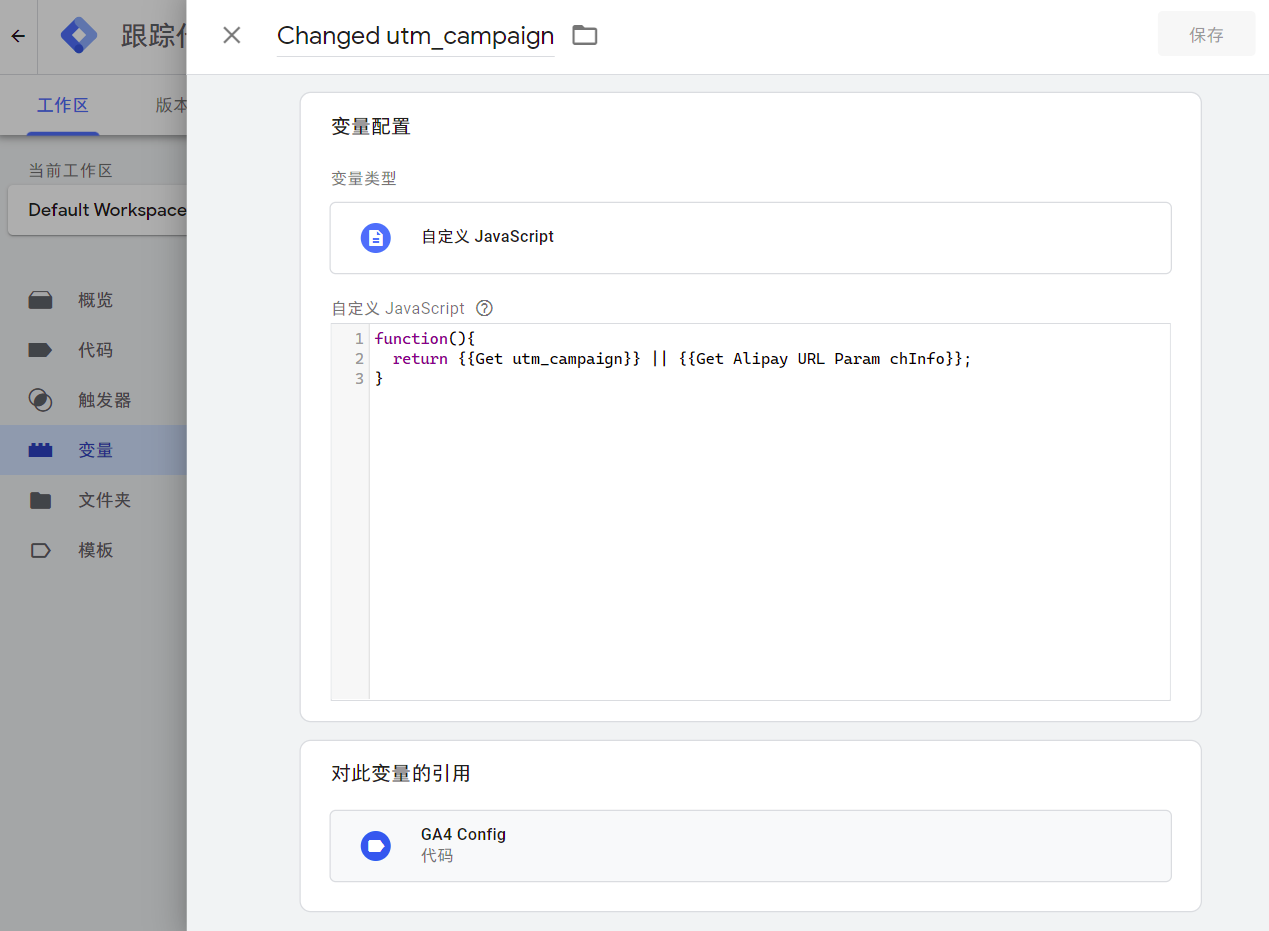 跟踪
Changed utm_campaign
保存
工作区
版本
当前工作区
Default Workspace
概览
代码
触发器
变量
文件夹
模板
变量配置
变量类型
自定义 JavaScript
自定义 JavaScript
1 function(){
2 return {{Get utm_campaign}} || {{Get Alipay URL Param chInfo}};
3 }
对此变量的引用
GA4 Config
代码